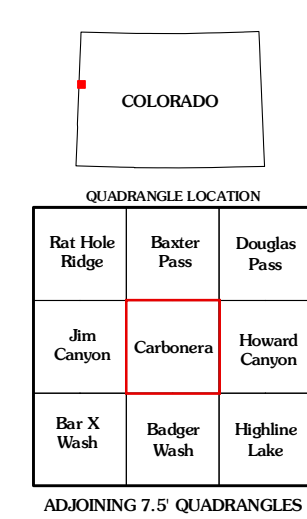 COLORADO
QUADRANGLE LOCATION
Rat Hole
Ridge
Baxter
Pass
Douglas
Pass
Jim
Canyon
Carbonera
Howard
Canyon
Bar X
Wash
Badger
Wash
Highline
Lake
ADJOINING 7.5' QUADRANGLES